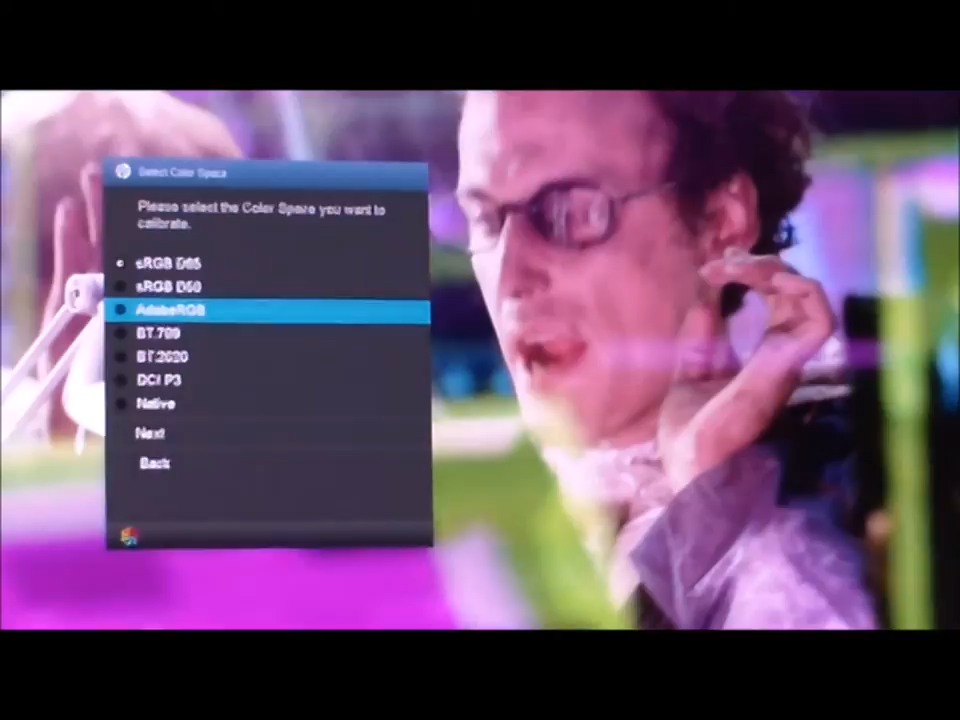 Select Color Space
Please select the Color Space you want to
calibrate.
sRGB D65
sRGB D50
AdobeRGB
BT.709
BT.2020
DCI P3
Native
Next
Back